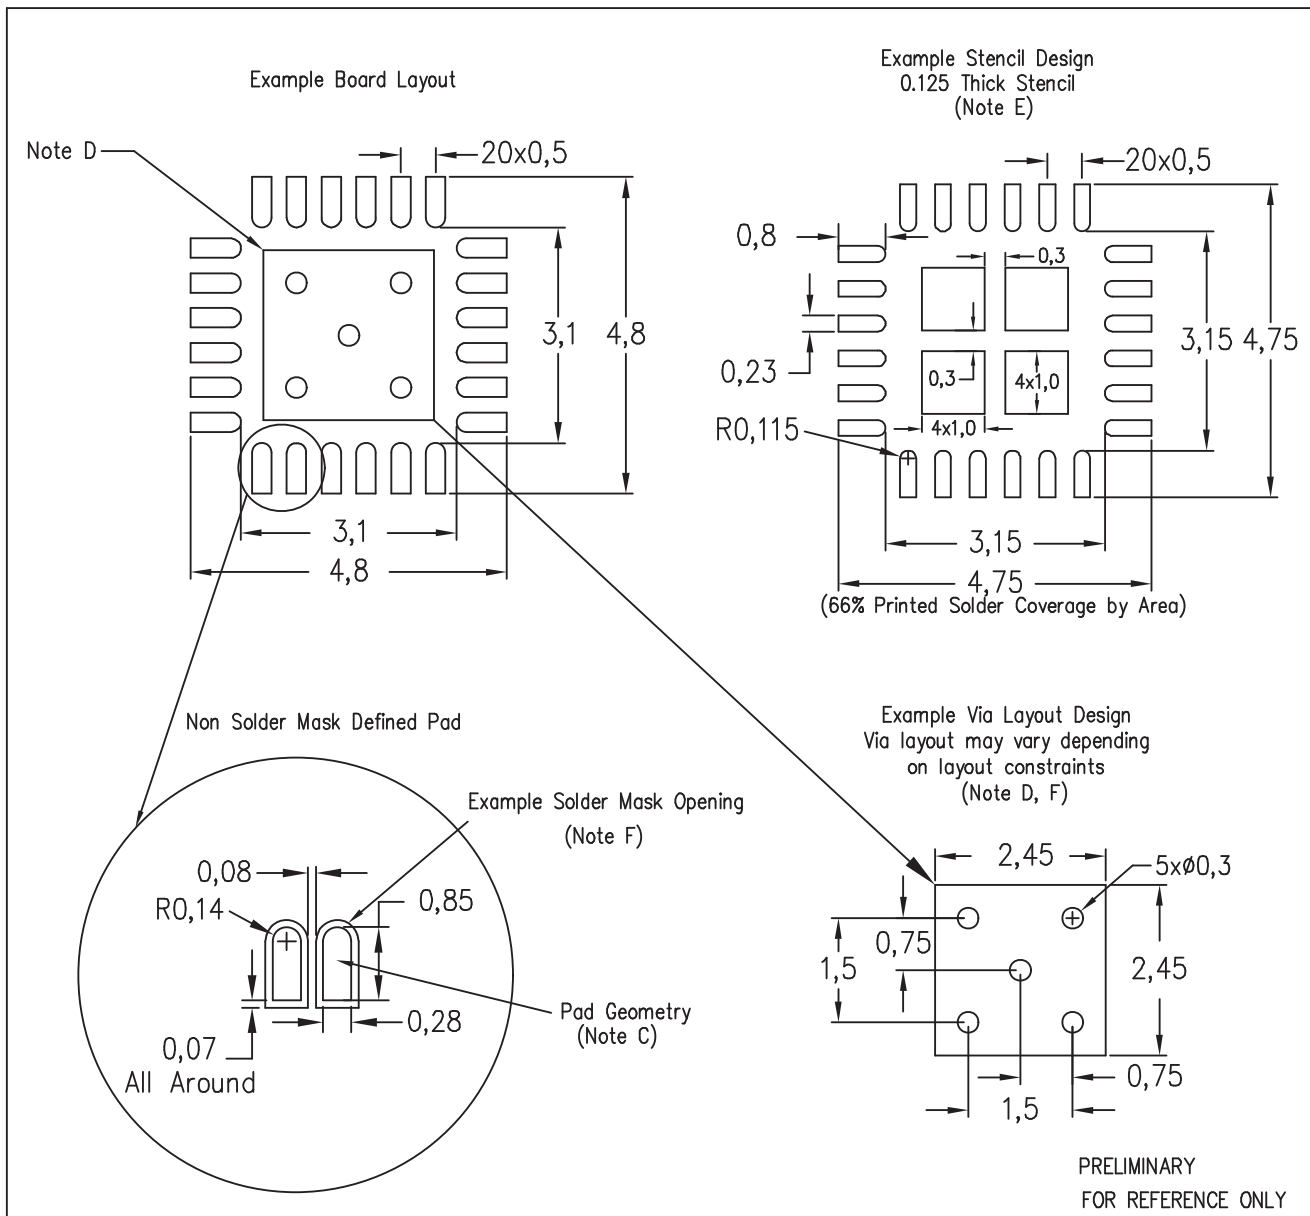 Example Board Layout
Note D
20x0,5
3,1
4,8
3,1
4,8
Example Stencil Design
0.125 Thick Stencil
(Note E)
20x0,5
0,8
0,3
0,23
0,3
4x1,0
4x1,0
R0,115
3,15
4,75
3,15
4,75
(66% Printed Solder Coverage by Area)
Non Solder Mask Defined Pad
Example Solder Mask Opening
(Note F)
0,08
R0,14
0,85
0,28
Pad Geometry
(Note C)
0,07
All Around
Example Via Layout Design
Via layout may vary depending
on layout constraints
(Note D, F)
2,45
5xø0,3
0,75
1,5
2,45
0,75
1,5
PRELIMINARY
FOR REFERENCE ONLY